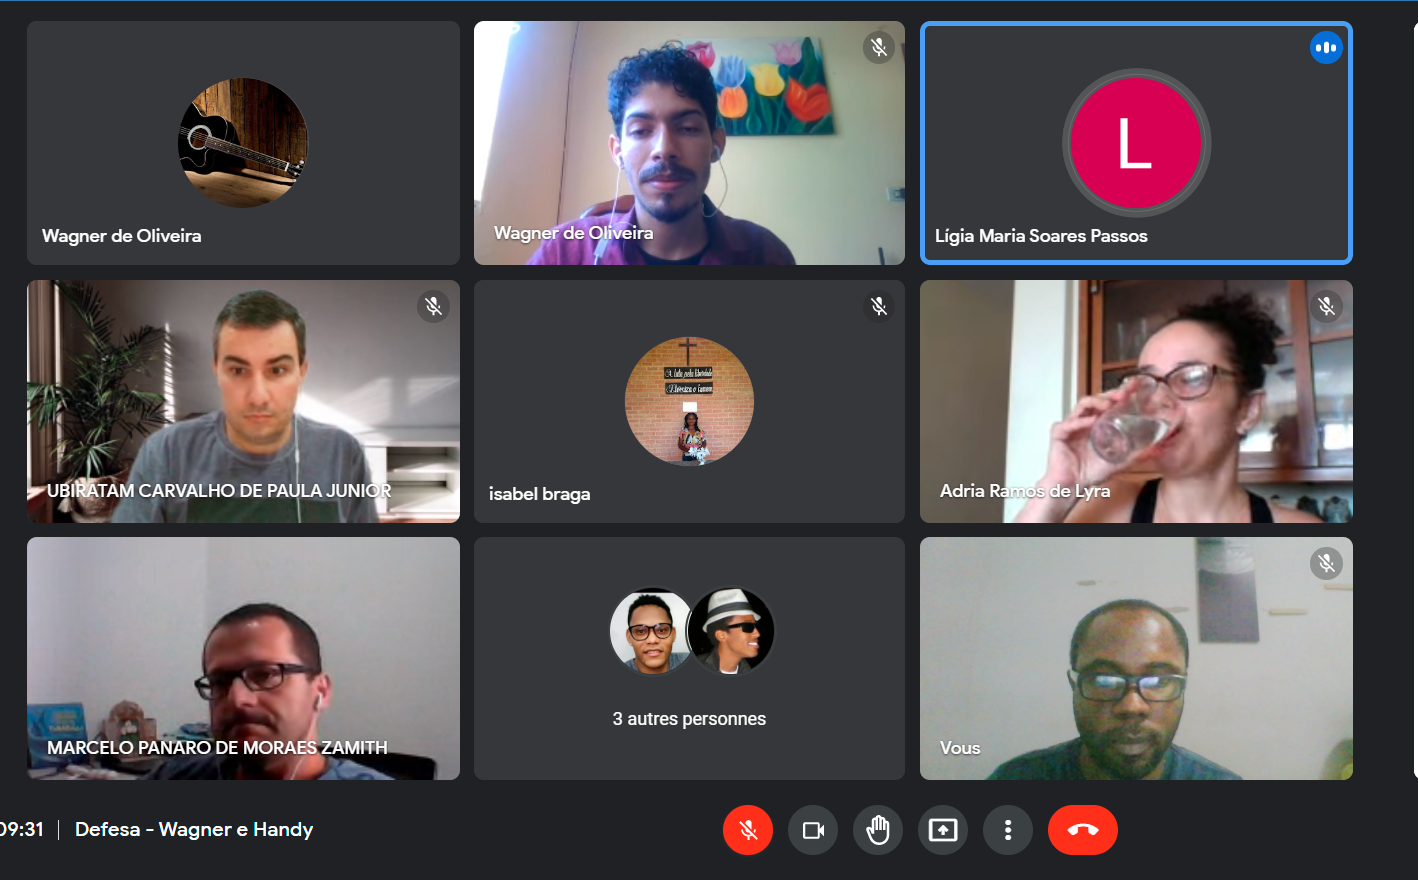 Wagner de Oliveira
Wagner de Oliveira
L
Lígia Maria Soares Passos
UBIRATAM CARVALHO DE PAULA JUNIOR
A luta pela liberdade
isabel braga
Adria Ramos de Lyra
MARCELO PANARO DE MORAES ZAMITH
3 autres personnes
Vous
09:31 | Defesa - Wagner e Handy